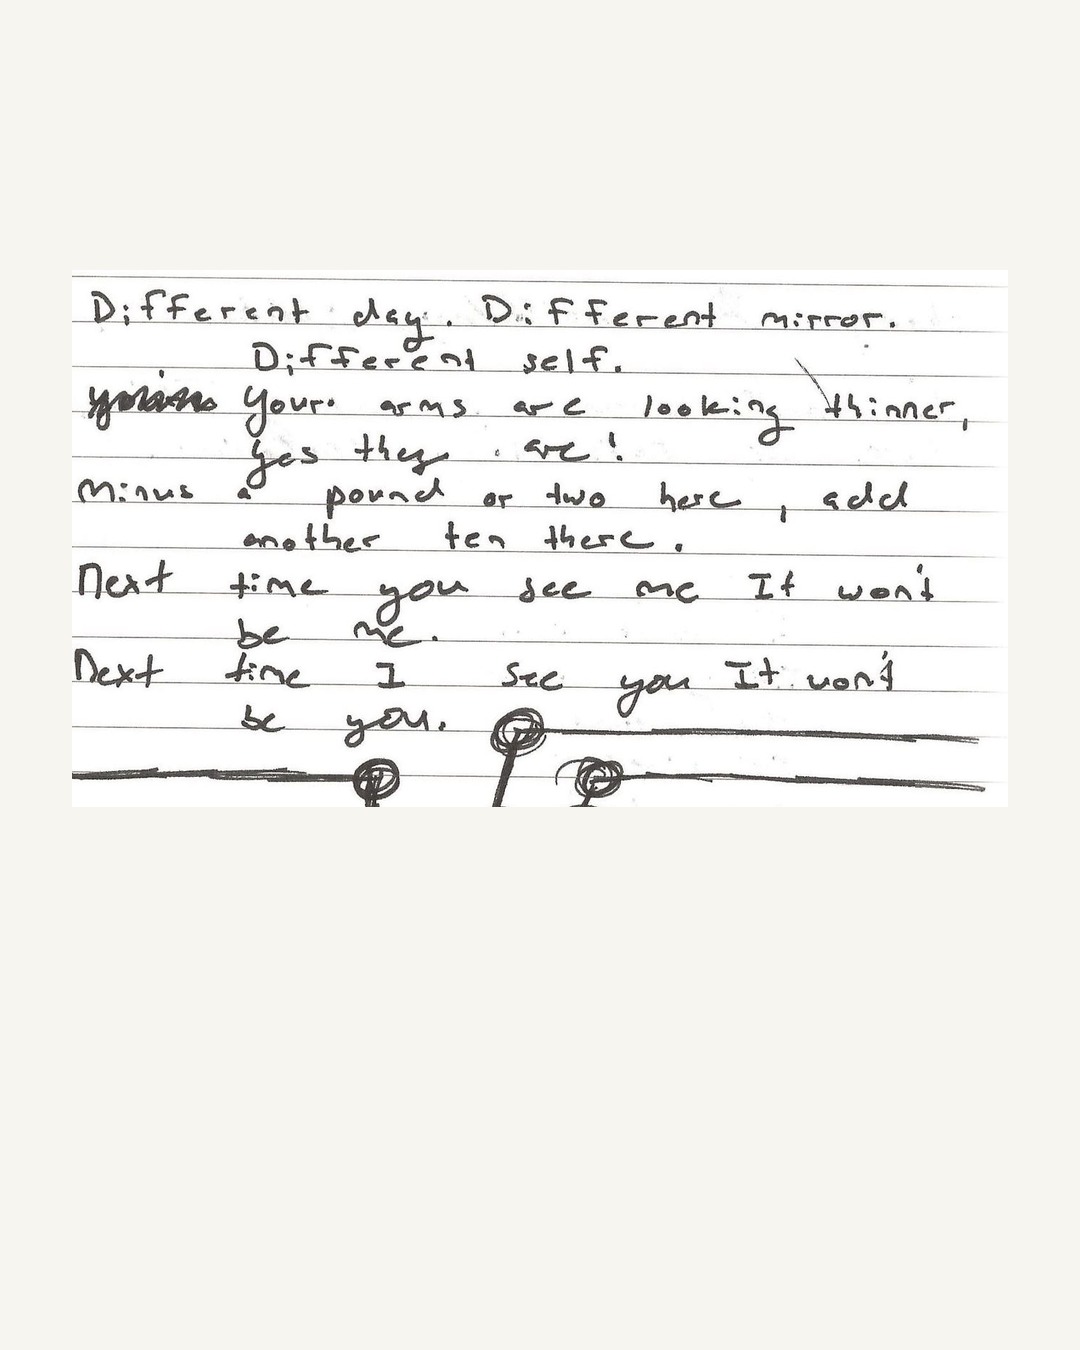 Different day. Different mirror.
Different self.
Your arms are looking thinner,
yes they are!
Minus a pound or two here, add
another ten there.
Next time you see me It won't
be me.
Next time I see you It won't
be you.